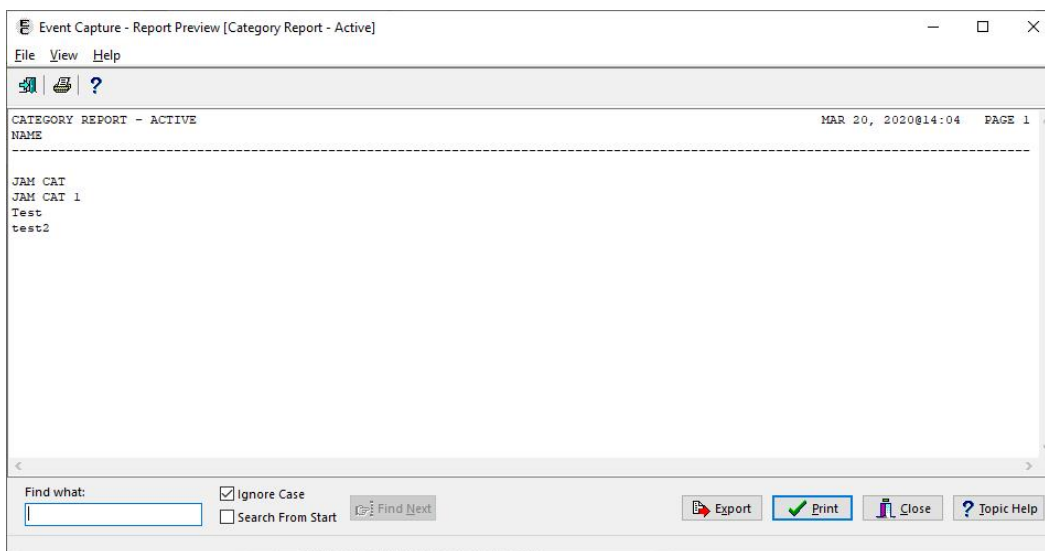 Event Capture - Report Preview [Category Report - Active]
File View Help
?
CATEGORY REPORT - ACTIVE MAR 20, 2020@14:04 PAGE 1
NAME
--------------------------------------------------------------------------------------------------------------------------------
JAM CAT
JAM CAT 1
Test
test2
Find what:
Ignore Case
Search From Start
Find Next
Export
Print
Close
? Topic Help